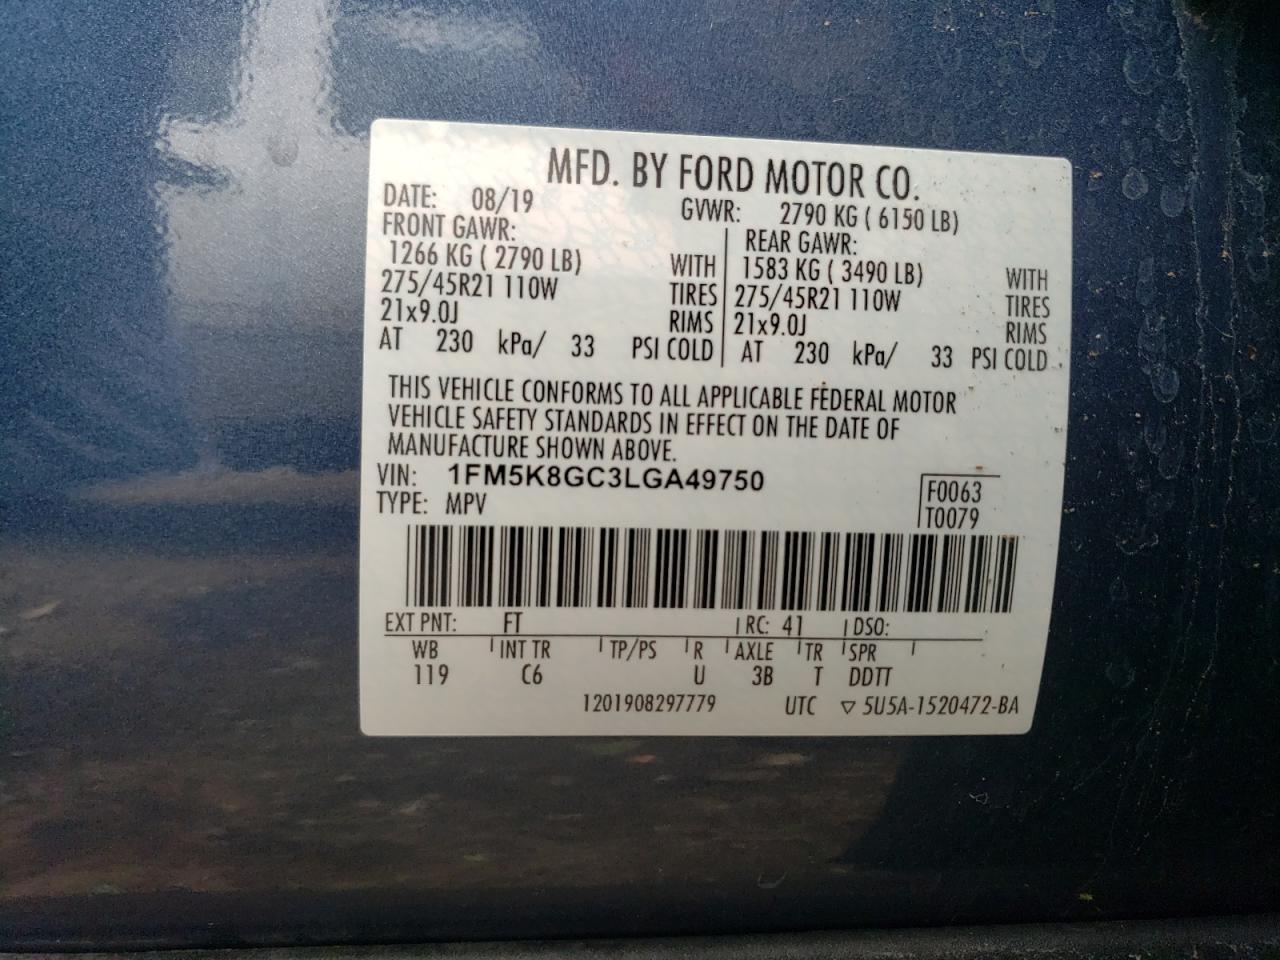 MFD. BY FORD MOTOR CO.
DATE: 08/19 GVWR: 2790 KG ( 6150 LB)
FRONT GAWR: REAR GAWR:
1266 KG ( 2790 LB) WITH 1583 KG ( 3490 LB) WITH
275/45R21 110W TIRES 275/45R21 110W TIRES
21x9.0J RIMS 21x9.0J RIMS
AT 230 kPa/ 33 PSI COLD AT 230 kPa/ 33 PSI COLD
THIS VEHICLE CONFORMS TO ALL APPLICABLE FEDERAL MOTOR
VEHICLE SAFETY STANDARDS IN EFFECT ON THE DATE OF
MANUFACTURE SHOWN ABOVE.
VIN: 1FM5K8GC3LGA49750
TYPE: MPV
F0063
T0079
EXT PNT: FT RC: 41 DSO:
WB INT TR TP/PS R AXLE TR SPR
119 C6 U 3B T DDTT
1201908297779 UTC ▽ 5U5A-1520472-BA